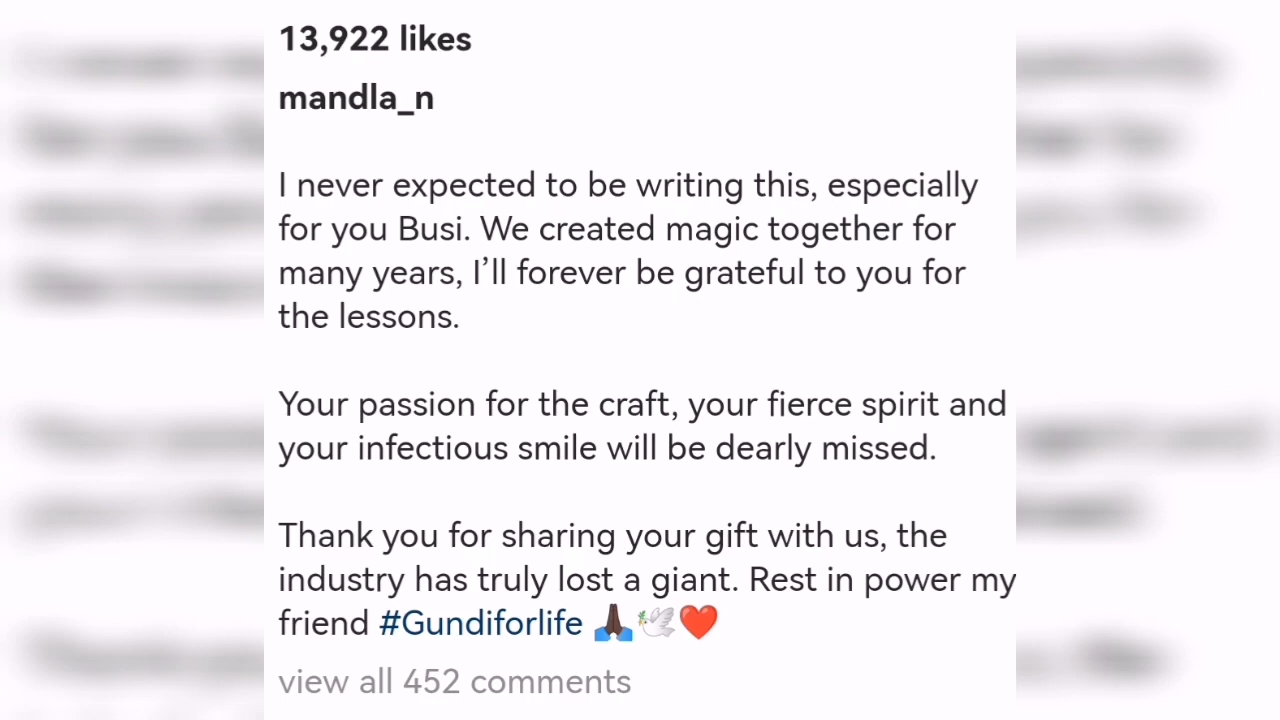 13,922 likes
mandla_n
I never expected to be writing this, especially
for you Busi. We created magic together for
many years, I’ll forever be grateful to you for
the lessons.
Your passion for the craft, your fierce spirit and
your infectious smile will be dearly missed.
Thank you for sharing your gift with us, the
industry has truly lost a giant. Rest in power my
friend #Gundiforlife 🙏🏿🕊️❤️
view all 452 comments